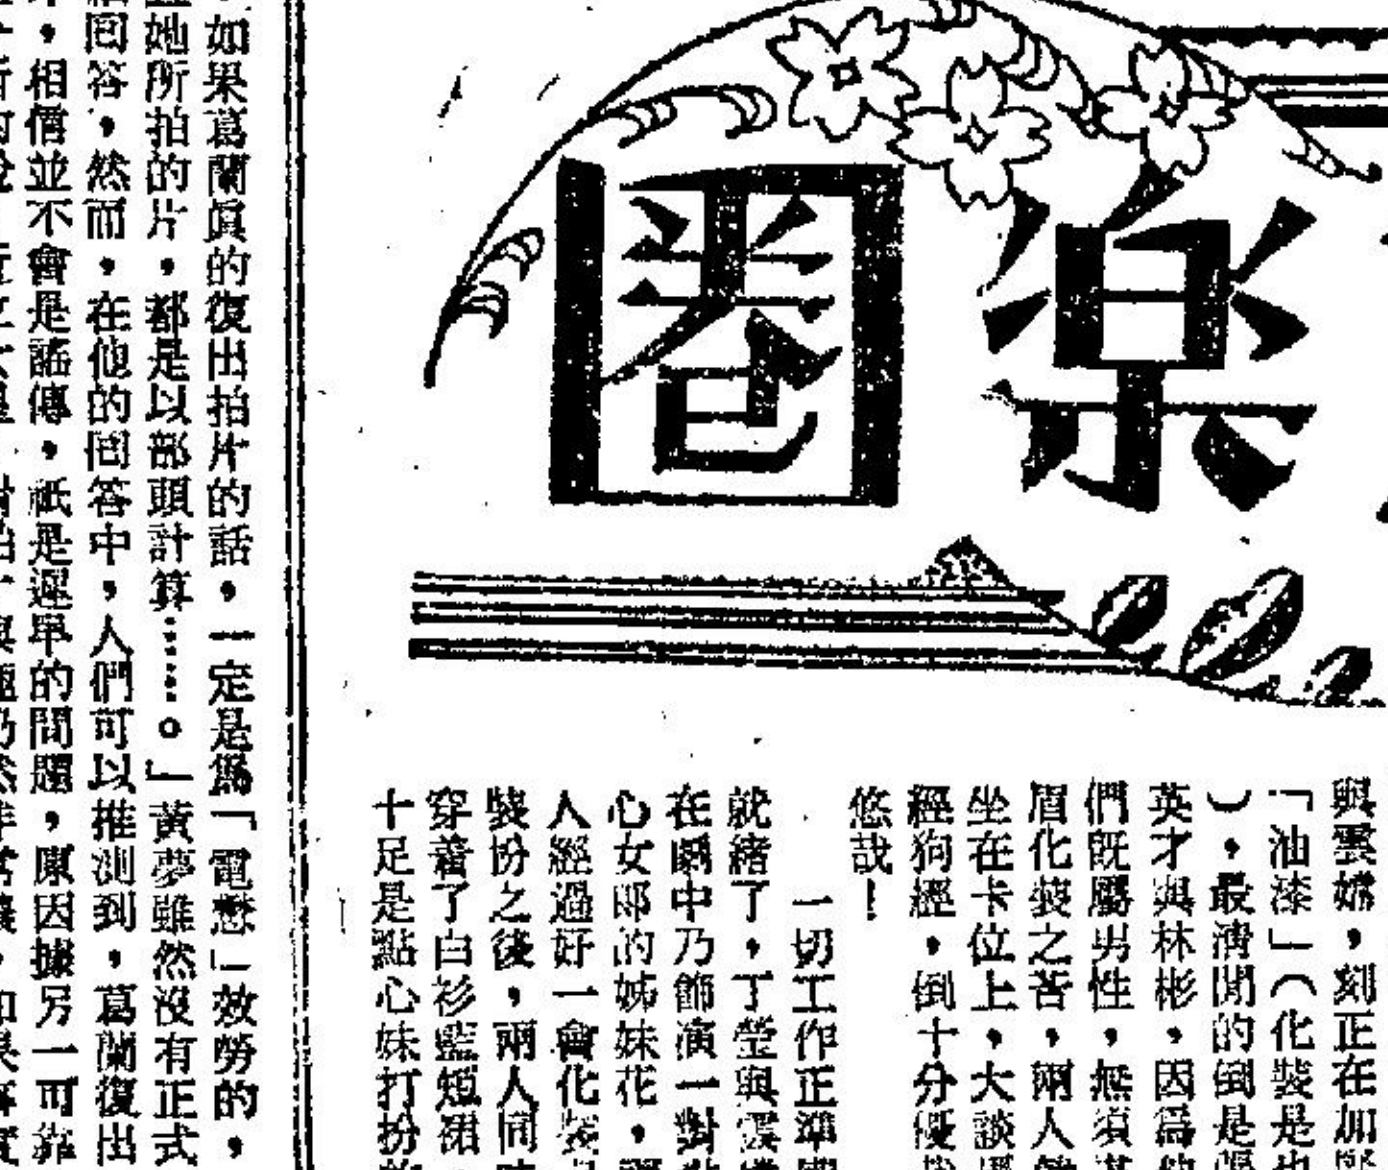 樂圈
與雲嫦，刻正在加
「油漆」（化裝是
），最清閒的倒是
英才與林彬，因爲
們旣屬男性，無須
眉化裝之苦，兩人
坐在卡位上，大談
經狗經，倒十分優
悠哉！
一切工作正準
就緒了，丁瑩與雲
在戲中乃飾演一對
心女郎的姊妹花，
人經過好一會化裝
裝扮之後，兩人同
穿着了白衫藍短裙
十足是點心妹打扮
如果葛蘭眞的復出拍片的話，一定是爲「電懋」效勞的，
她所拍的片，都是以部頭計算……。」黃夢雖然沒有正式
回答，然而，在他的回答中，人們可以推測到，葛蘭復出
，相信並不會是謠傳，祇是遲早的問題，原因據另一可靠